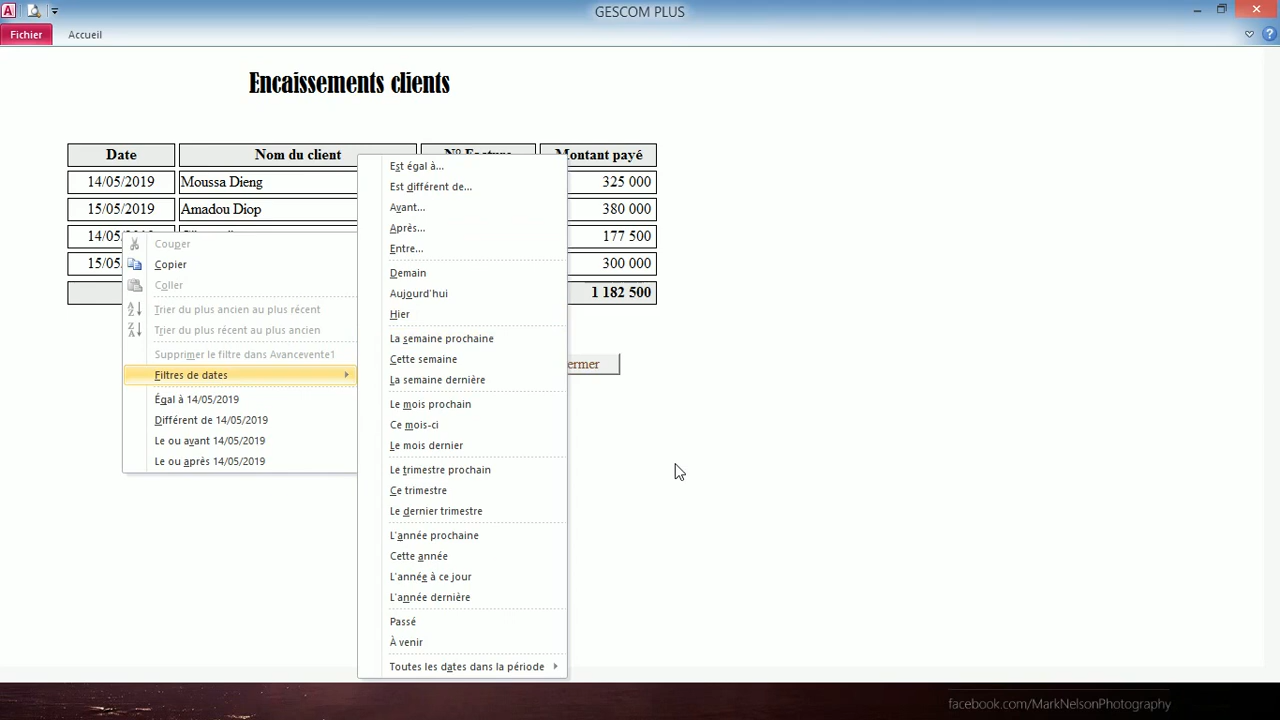 GESCOM PLUS
Fichier Accueil
Encaissements clients
Date Nom du client Montant payé
14/05/2019 Moussa Dieng 325 000
15/05/2019 Amadou Diop 380 000
14/05 177 500
15/05 300 000
1 182 500
Couper
Copier
Coller
Trier du plus ancien au plus récent
Trier du plus récent au plus ancien
Supprimer le filtre dans Avancevente1
Filtres de dates
Égal à 14/05/2019
Différent de 14/05/2019
Le ou avant 14/05/2019
Le ou après 14/05/2019
Est égal à...
Est différent de...
Avant...
Après...
Entre...
Demain
Aujourd'hui
Hier
La semaine prochaine
Cette semaine
La semaine dernière
Le mois prochain
Ce mois-ci
Le mois dernier
Le trimestre prochain
Ce trimestre
Le dernier trimestre
L'année prochaine
Cette année
L'année à ce jour
L'année dernière
Passé
À venir
Toutes les dates dans la période
ermer
facebook.com/MarkNelsonPhotography